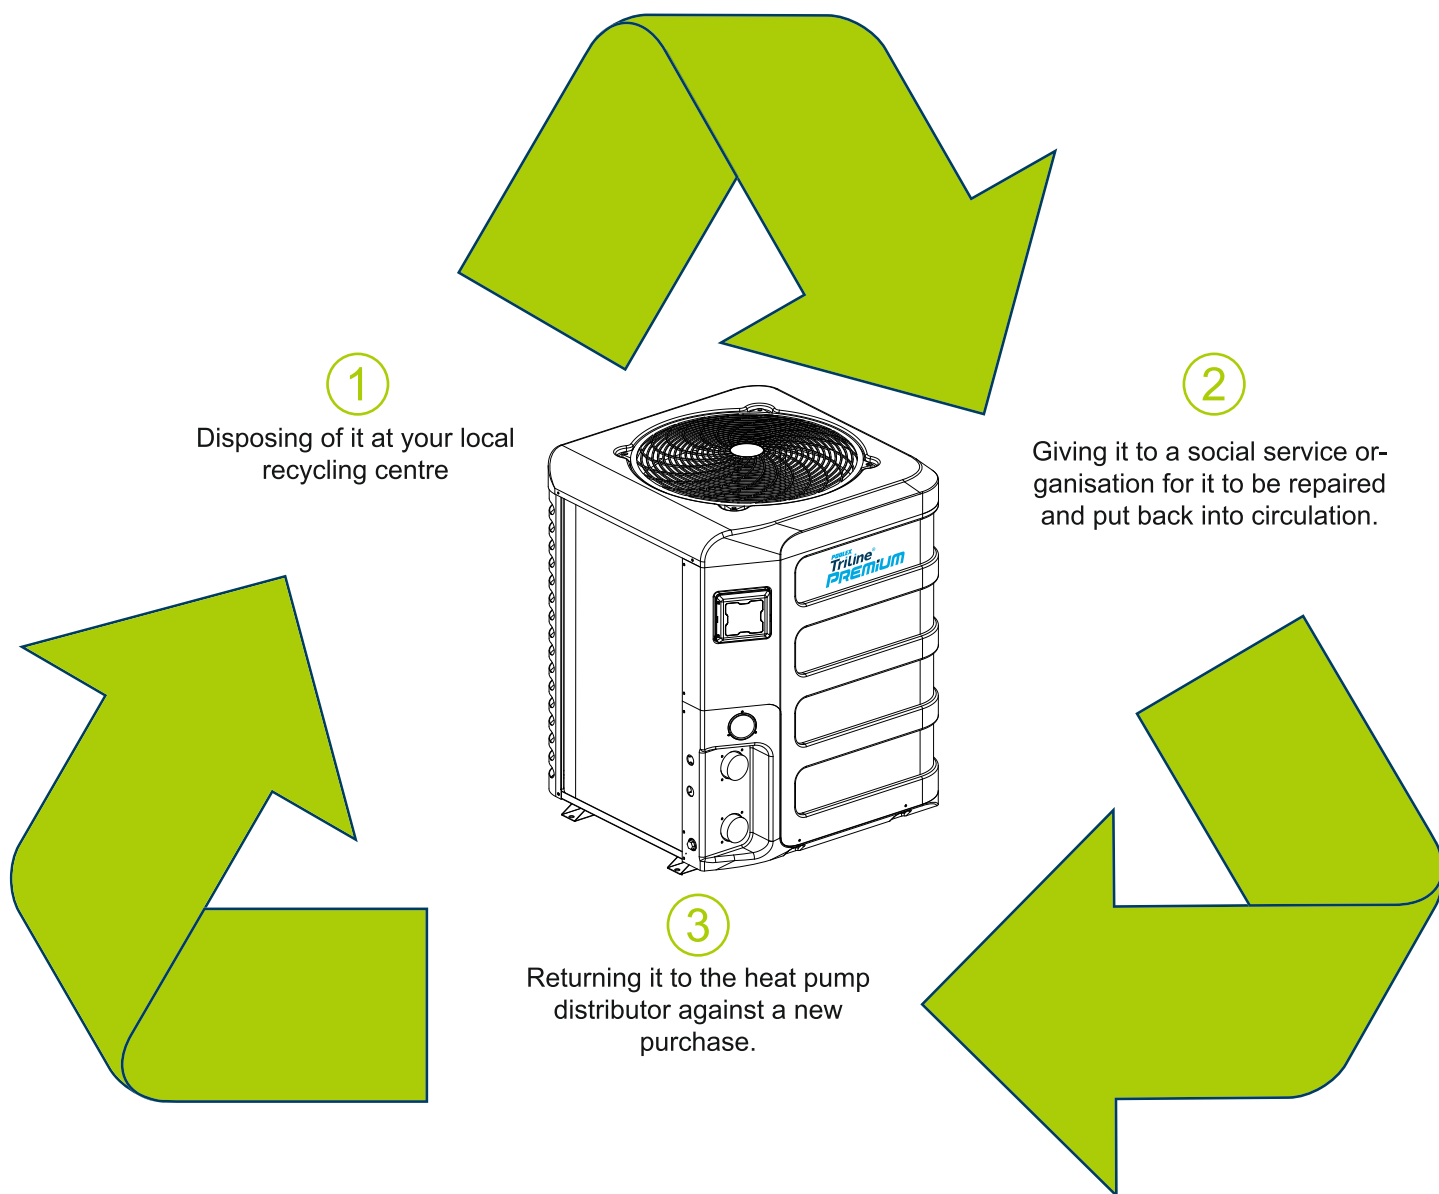 1
Disposing of it at your local
recycling centre
2
Giving it to a social service or-
ganisation for it to be repaired
and put back into circulation.
POOLEX
TriLine®
PREMiUM
3
Returning it to the heat pump
distributor against a new
purchase.